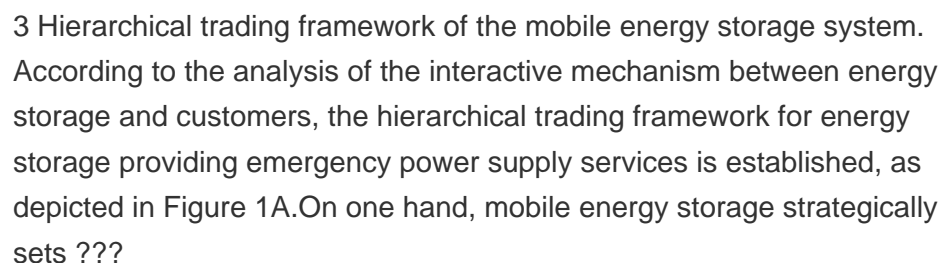 3 Hierarchical trading framework of the mobile energy storage system.
According to the analysis of the interactive mechanism between energy
storage and customers, the hierarchical trading framework for energy
storage providing emergency power supply services is established, as
depicted in Figure 1A.On one hand, mobile energy storage strategically
sets ???